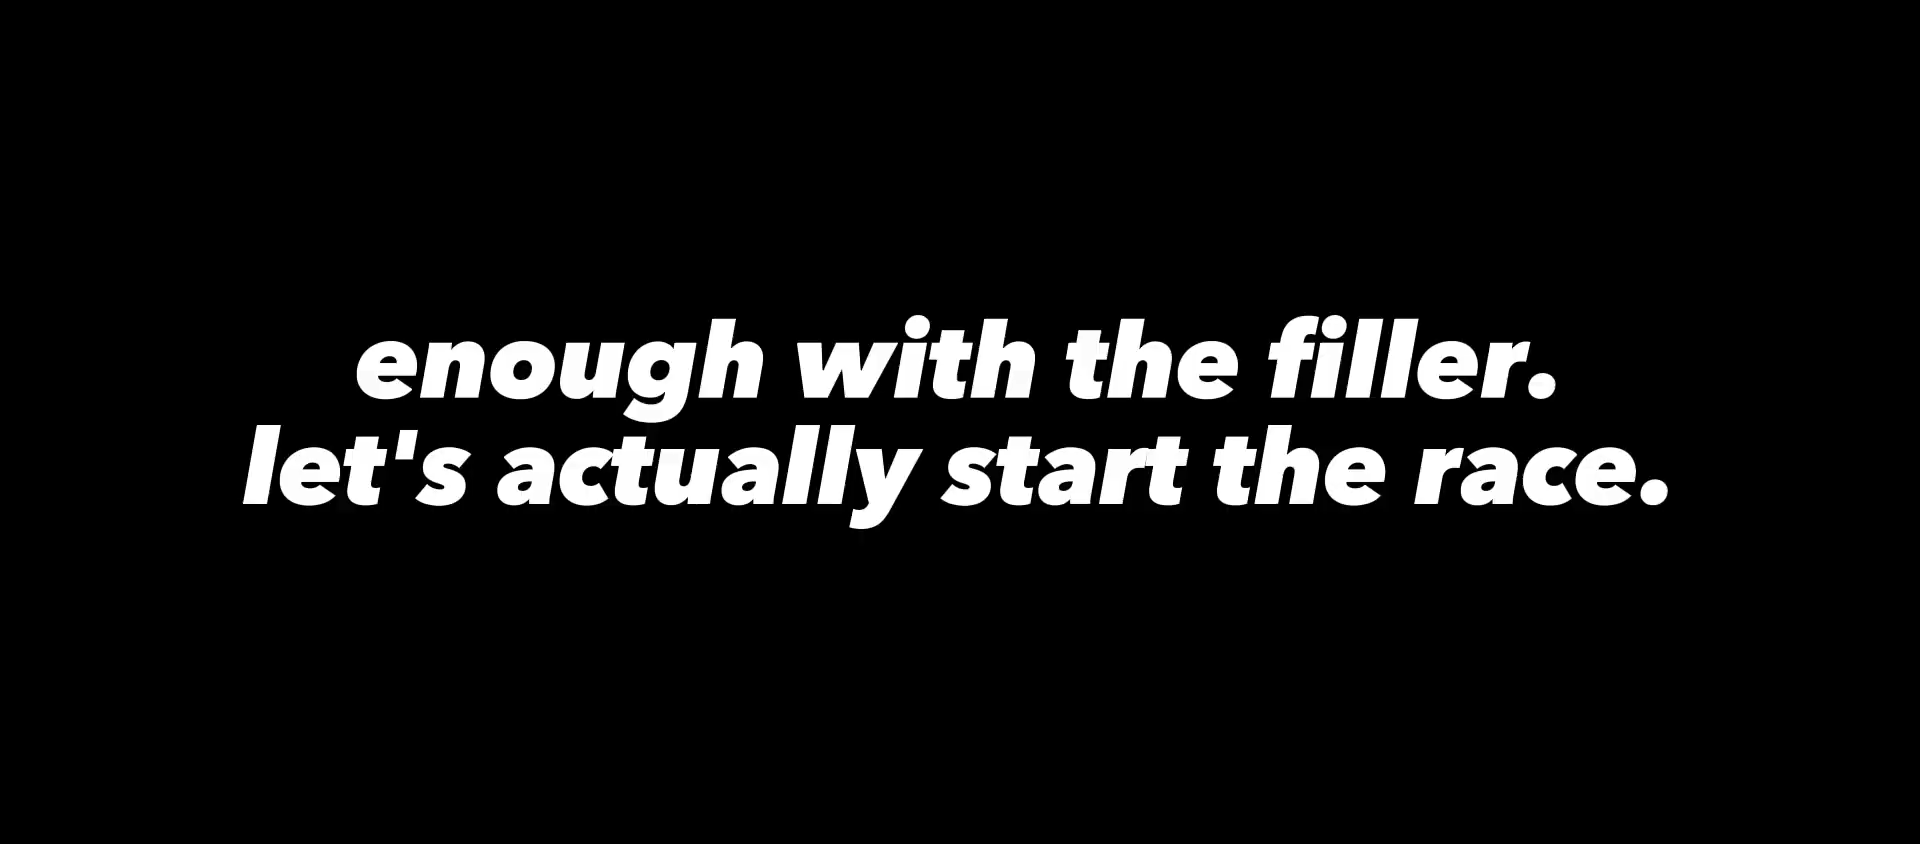 enough with the filler.
let's actually start the race.